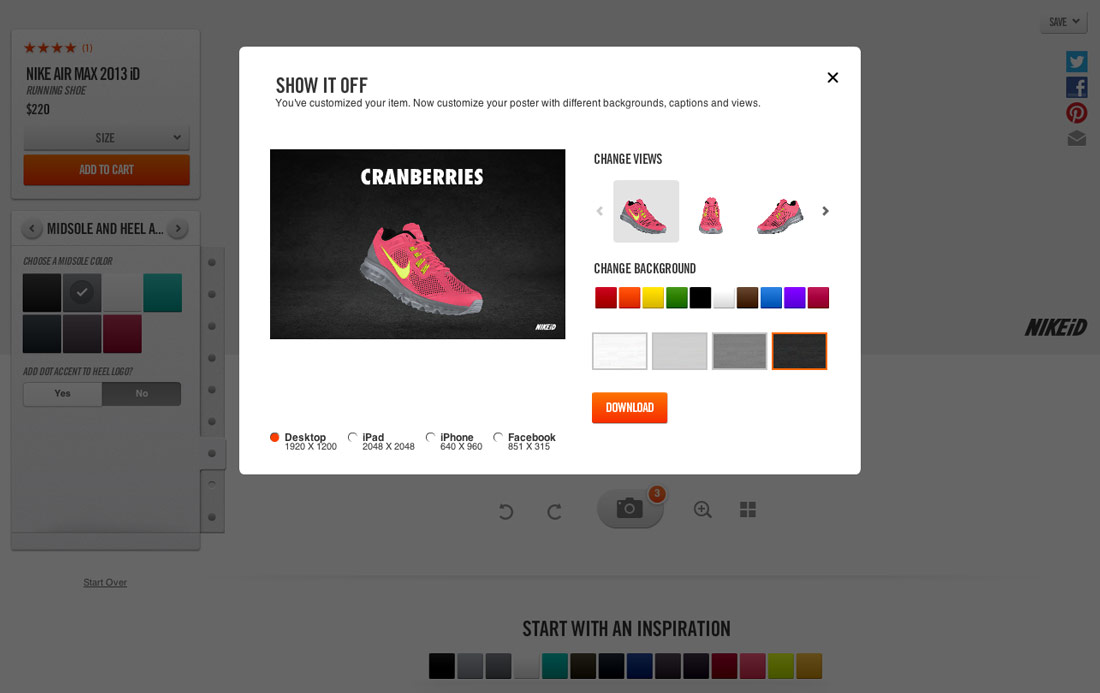 SAVE
(1)
NIKE AIR MAX 2013 iD
RUNNING SHOE
$220
SIZE
ADD TO CART
MIDSOLE AND HEEL A...
CHOOSE A MIDSOLE COLOR
ADD DOT ACCENT TO HEEL LOGO?
Yes No
Start Over
SHOW IT OFF
You've customized your item. Now customize your poster with different backgrounds, captions and views.
CRANBERRIES
NIKEiD
CHANGE VIEWS
CHANGE BACKGROUND
DOWNLOAD
Desktop
1920 X 1200
iPad
2048 X 2048
iPhone
640 X 960
Facebook
851 X 315
NIKEiD
3
START WITH AN INSPIRATION